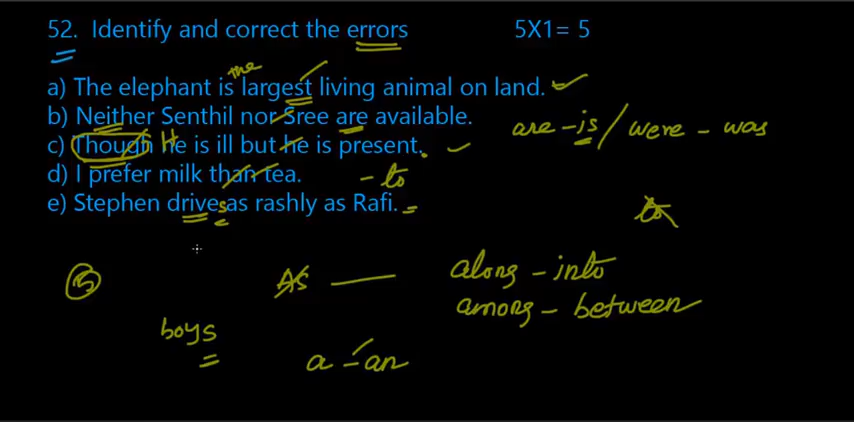 52. Identify and correct the errors 5X1= 5
the
a) The elephant is largest living animal on land.
b) Neither Senthil nor Sree are available.
are -is / were - was
c) Though H he is ill but he is present.
d) I prefer milk than tea. - to
e) Stephen drives as rashly as Rafi.
to
5 AS along - into
among - between
boys
a - an